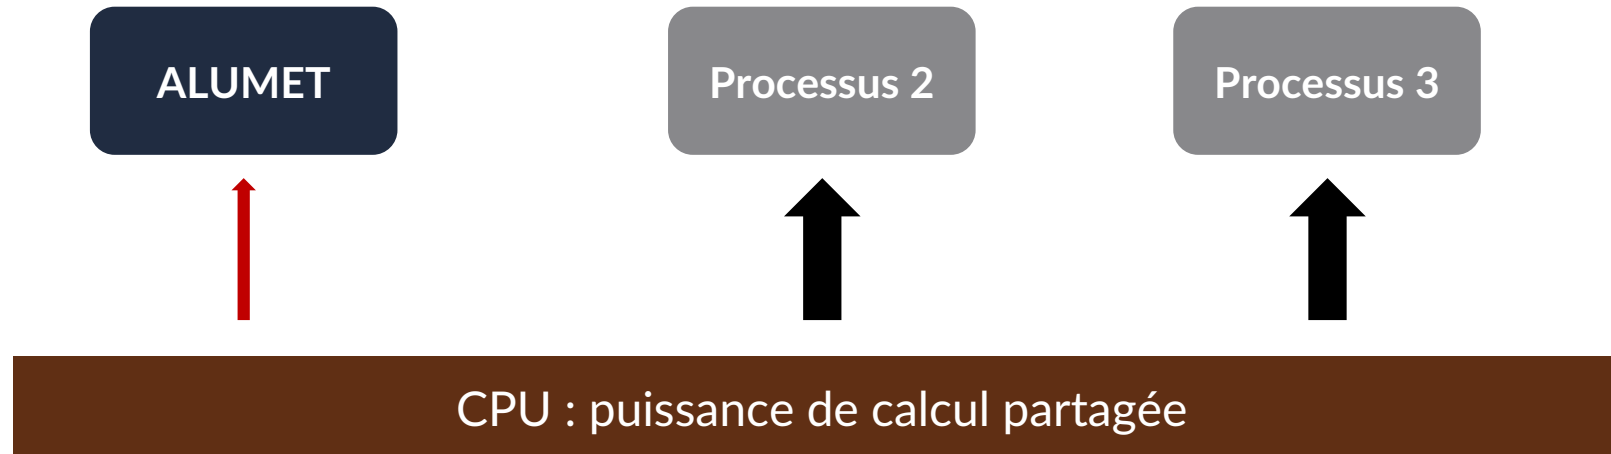 ALUMET
Processus 2
Processus 3
CPU : puissance de calcul partagée